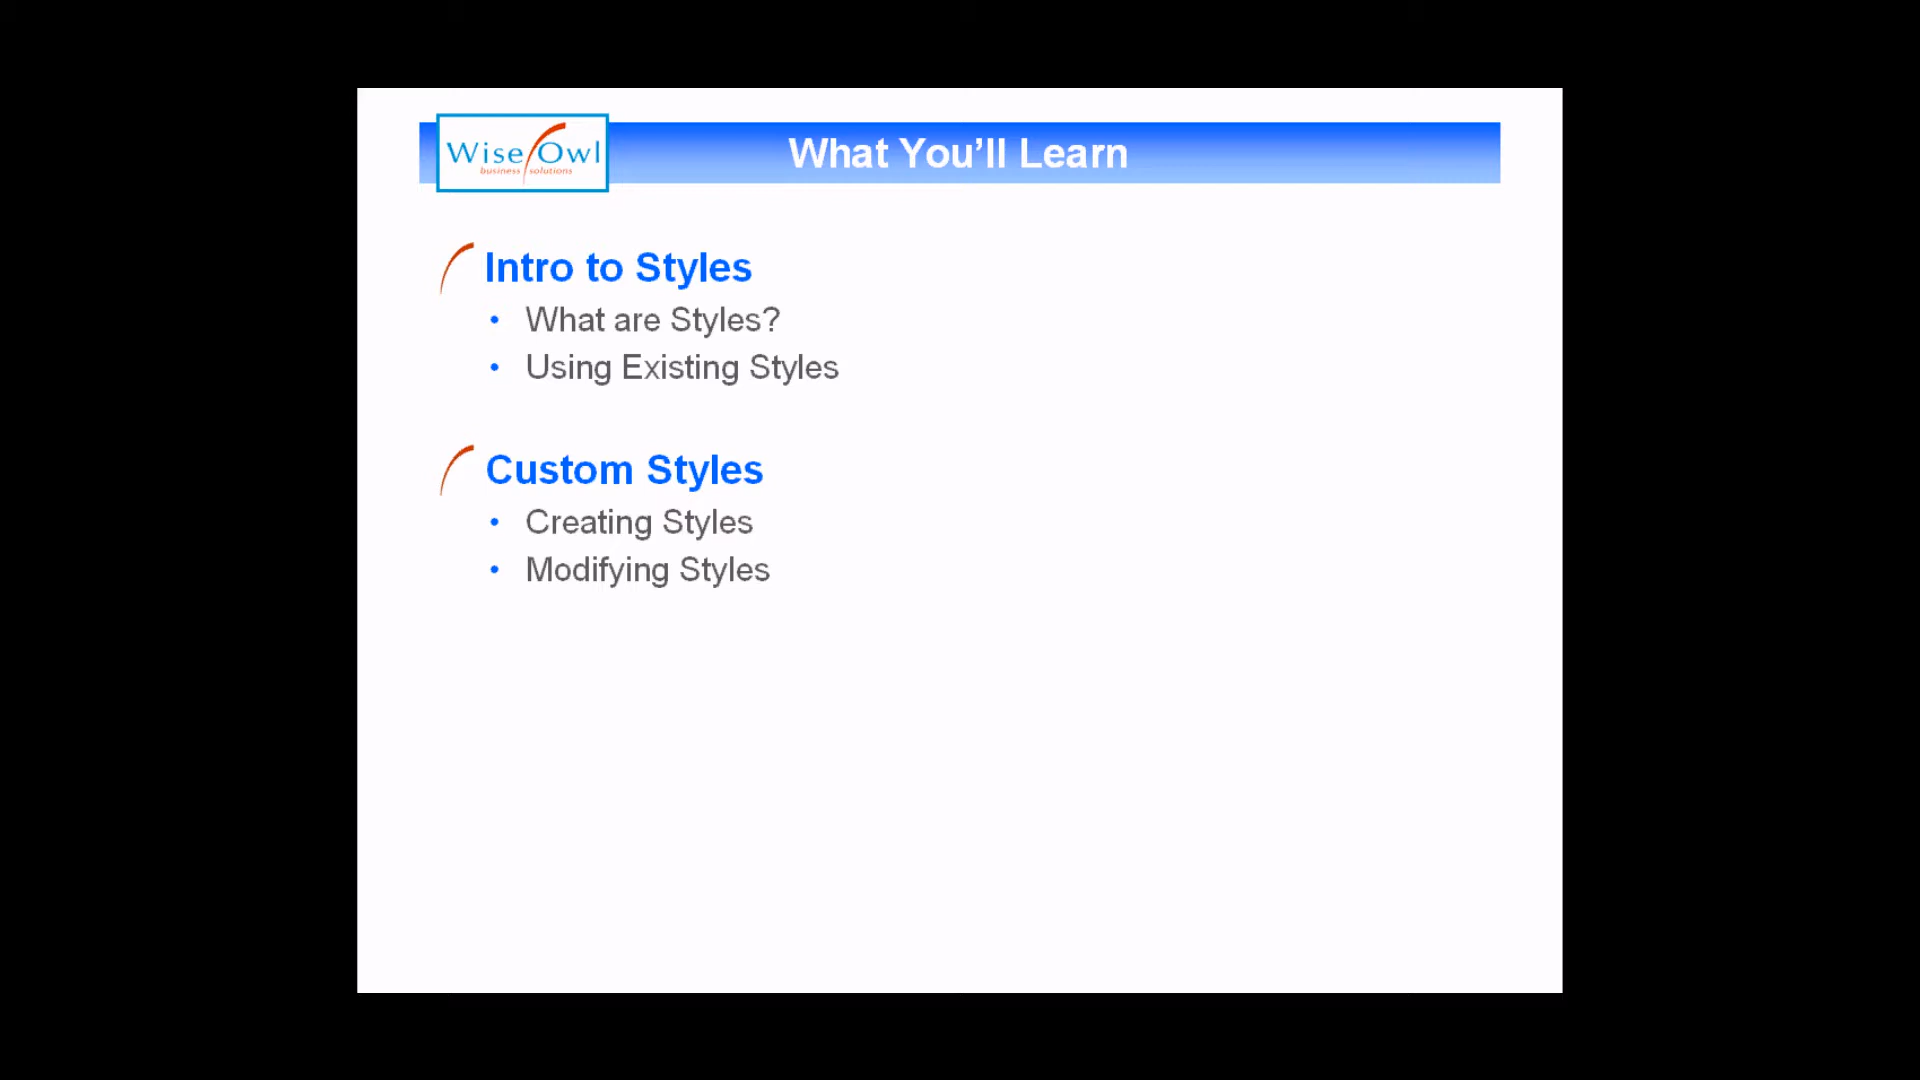 Wise Owl
business solutions
What You’ll Learn
Intro to Styles
• What are Styles?
• Using Existing Styles
Custom Styles
• Creating Styles
• Modifying Styles